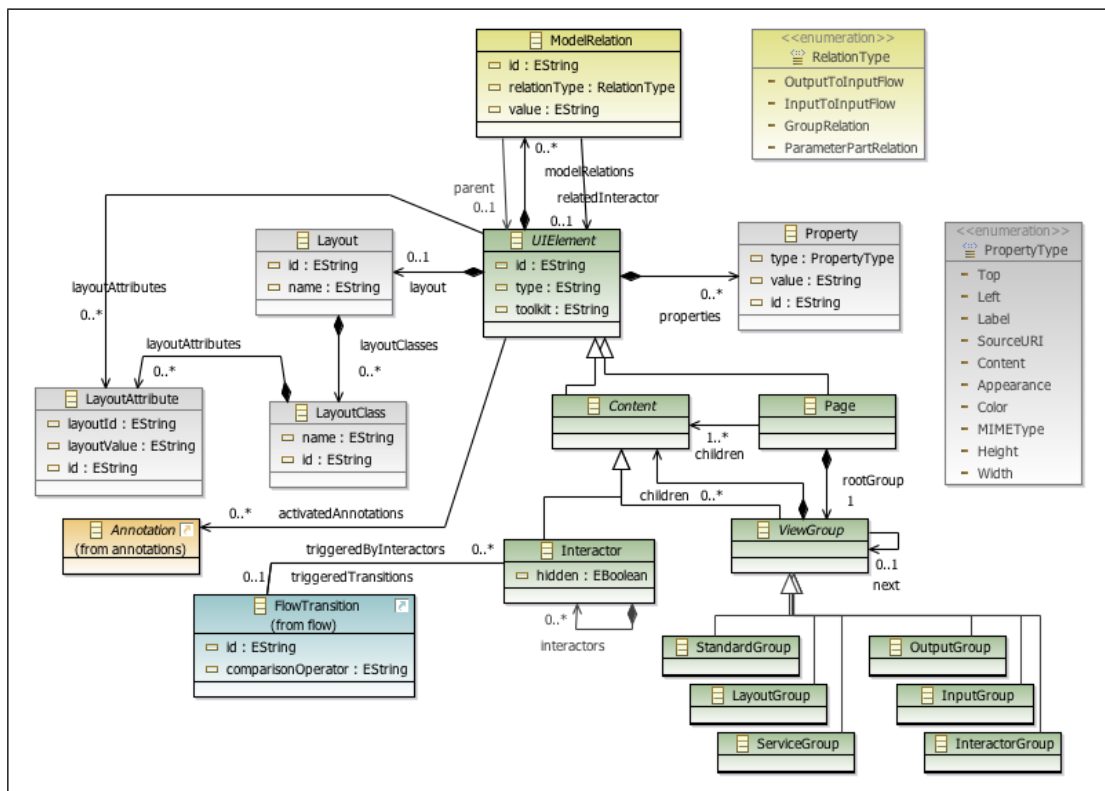 ModelRelation
id : EString
relationType : RelationType
value : EString
<<enumeration>>
RelationType
OutputToInputFlow
InputToInputFlow
GroupRelation
ParameterPartRelation
0..*
modelRelations
parent
0..1
relatedInteractor
0..1
UIElement
id : EString
type : EString
toolkit : EString
Layout
id : EString
name : EString
0..1
layout
Property
type : PropertyType
value : EString
id : EString
0..*
properties
<<enumeration>>
PropertyType
Top
Left
Label
SourceURI
Content
Appearance
Color
MIMEType
Height
Width
layoutAttributes
0..*
layoutAttributes
0..*
layoutClasses
0..*
LayoutAttribute
layoutId : EString
layoutValue : EString
id : EString
LayoutClass
name : EString
id : EString
Content
Page
1..*
children
rootGroup
1
children
0..*
Annotation
(from annotations)
0..*
activatedAnnotations
ViewGroup
0..1
next
triggeredByInteractors
0..*
0..1
triggeredTransitions
Interactor
hidden : EBoolean
0..*
interactors
FlowTransition
(from flow)
id : EString
comparisonOperator : EString
StandardGroup
OutputGroup
LayoutGroup
InputGroup
ServiceGroup
InteractorGroup